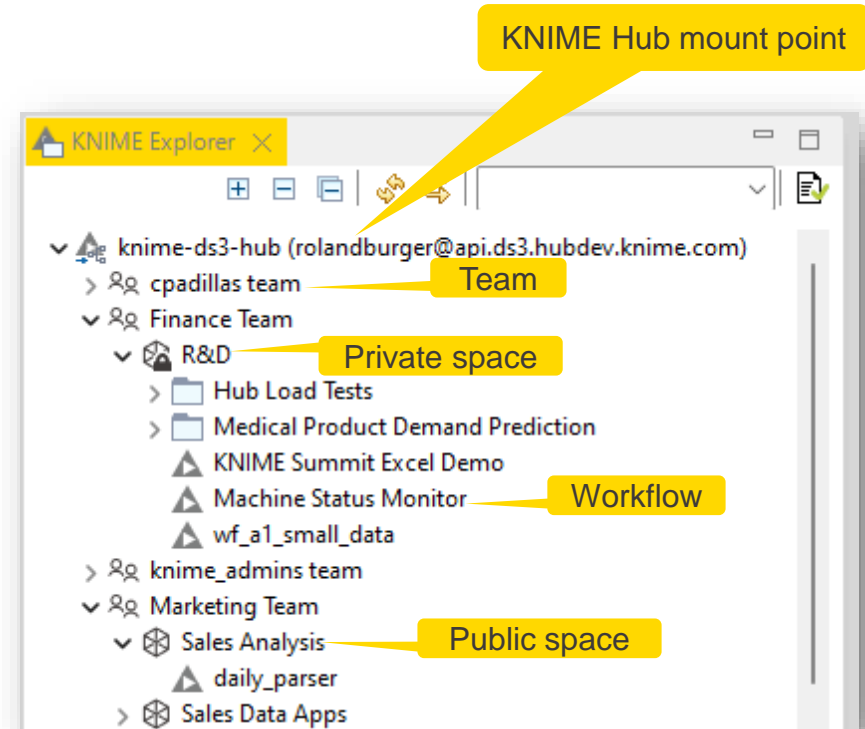 KNIME Hub mount point
KNIME Explorer
knime-ds3-hub (rolandburger@api.ds3.hubdev.knime.com)
cpadillas team
Team
Finance Team
R&D
Private space
Hub Load Tests
Medical Product Demand Prediction
KNIME Summit Excel Demo
Machine Status Monitor
Workflow
wf_a1_small_data
knime_admins team
Marketing Team
Sales Analysis
Public space
daily_parser
Sales Data Apps